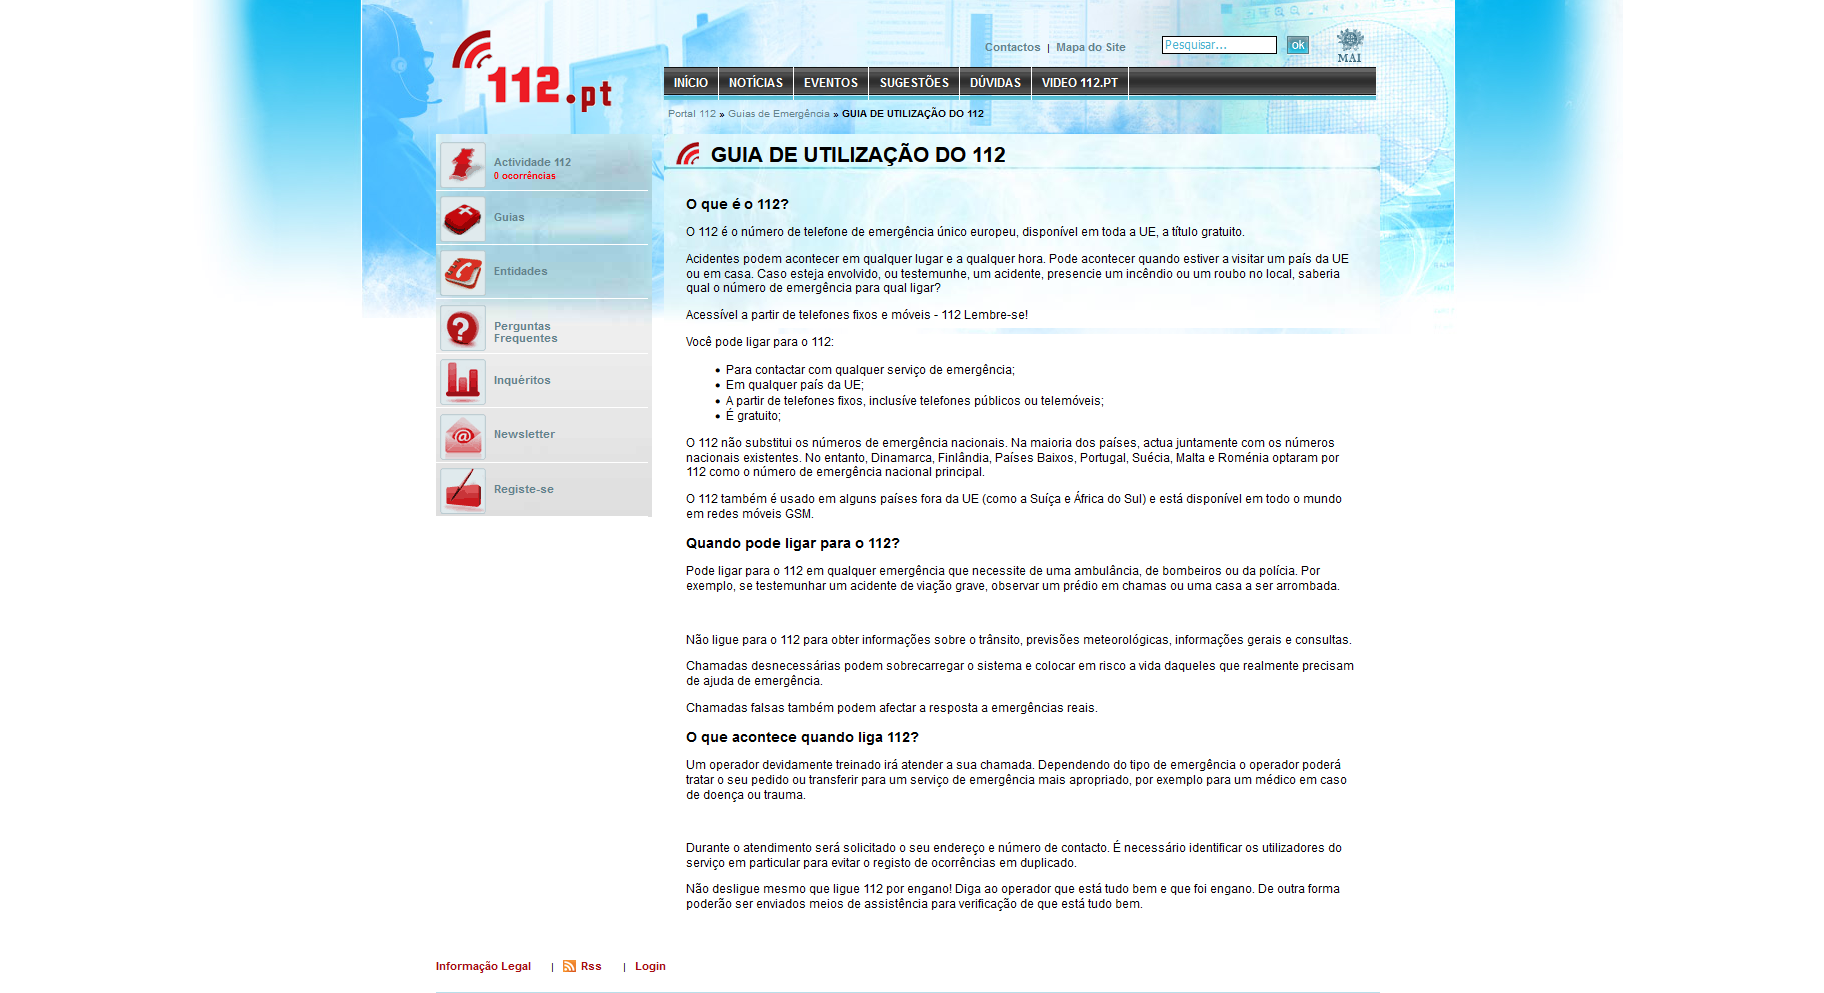 112.pt
Contactos | Mapa do Site
Pesquisar...
ok
MAI
INÍCIO
NOTÍCIAS
EVENTOS
SUGESTÕES
DÚVIDAS
VIDEO 112.PT
Portal 112 » Guias de Emergência » GUIA DE UTILIZAÇÃO DO 112
Actividade 112
0 ocorrências
Guias
Entidades
Perguntas
Frequentes
Inquéritos
Newsletter
Registe-se
GUIA DE UTILIZAÇÃO DO 112
O que é o 112?
O 112 é o número de telefone de emergência único europeu, disponível em toda a UE, a título gratuito.
Acidentes podem acontecer em qualquer lugar e a qualquer hora. Pode acontecer quando estiver a visitar um país da UE
ou em casa. Caso esteja envolvido, ou testemunhe, um acidente, presencie um incêndio ou um roubo no local, saberia
qual o número de emergência para qual ligar?
Acessível a partir de telefones fixos e móveis - 112 Lembre-se!
Você pode ligar para o 112:
• Para contactar com qualquer serviço de emergência;
• Em qualquer país da UE;
• A partir de telefones fixos, inclusíve telefones públicos ou telemóveis;
• É gratuito;
O 112 não substitui os números de emergência nacionais. Na maioria dos países, actua juntamente com os números
nacionais existentes. No entanto, Dinamarca, Finlândia, Países Baixos, Portugal, Suécia, Malta e Roménia optaram por
112 como o número de emergência nacional principal.
O 112 também é usado em alguns países fora da UE (como a Suíça e África do Sul) e está disponível em todo o mundo
em redes móveis GSM.
Quando pode ligar para o 112?
Pode ligar para o 112 em qualquer emergência que necessite de uma ambulância, de bombeiros ou da polícia. Por
exemplo, se testemunhar um acidente de viação grave, observar um prédio em chamas ou uma casa a ser arrombada.
Não ligue para o 112 para obter informações sobre o trânsito, previsões meteorológicas, informações gerais e consultas.
Chamadas desnecessárias podem sobrecarregar o sistema e colocar em risco a vida daqueles que realmente precisam
de ajuda de emergência.
Chamadas falsas também podem afectar a resposta a emergências reais.
O que acontece quando liga 112?
Um operador devidamente treinado irá atender a sua chamada. Dependendo do tipo de emergência o operador poderá
tratar o seu pedido ou transferir para um serviço de emergência mais apropriado, por exemplo para um médico em caso
de doença ou trauma.
Durante o atendimento será solicitado o seu endereço e número de contacto. É necessário identificar os utilizadores do
serviço em particular para evitar o registo de ocorrências em duplicado.
Não desligue mesmo que ligue 112 por engano! Diga ao operador que está tudo bem e que foi engano. De outra forma
poderão ser enviados meios de assistência para verificação de que está tudo bem.
Informação Legal | Rss | Login